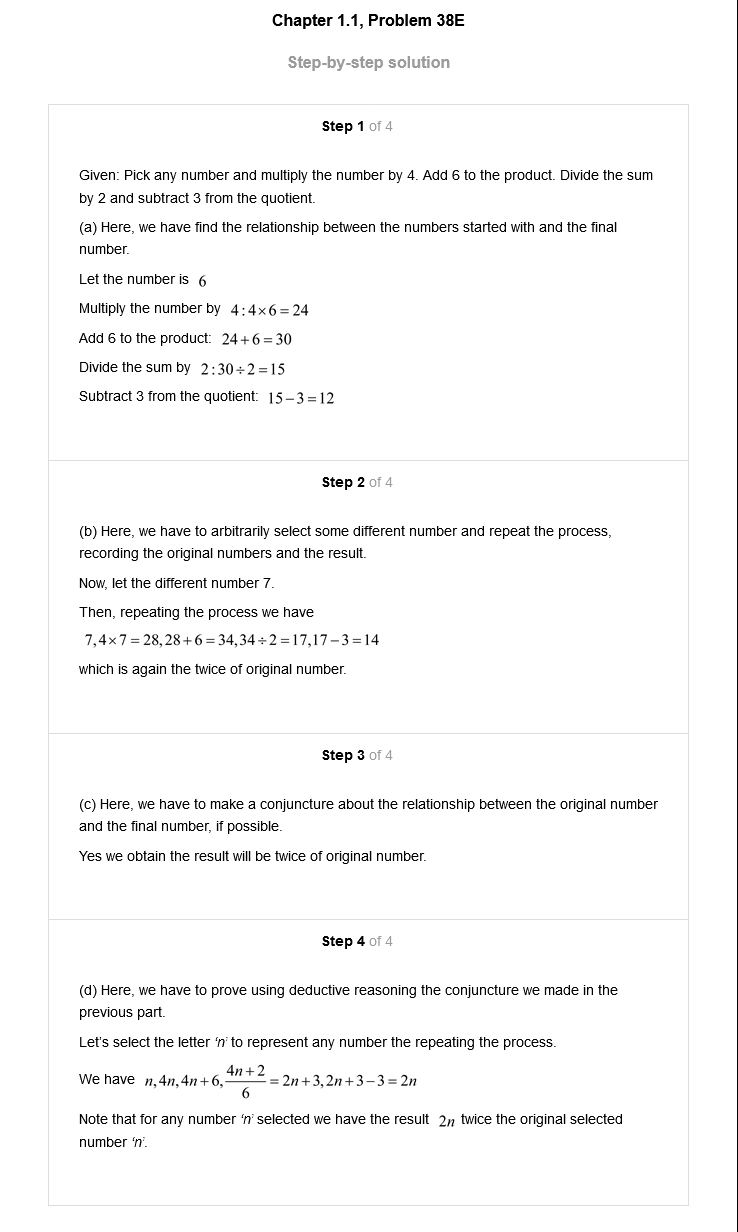 Chapter 1.1, Problem 38E
Step-by-step solution
Step 1 of 4
Given: Pick any number and multiply the number by 4. Add 6 to the product. Divide the sum
by 2 and subtract 3 from the quotient.
(a) Here, we have find the relationship between the numbers started with and the final
number.
Let the number is 6
Multiply the number by 4:4×6=24
Add 6 to the product: 24+6=30
Divide the sum by 2:30÷2=15
Subtract 3 from the quotient: 15−3=12
Step 2 of 4
(b) Here, we have to arbitrarily select some different number and repeat the process,
recording the original numbers and the result.
Now, let the different number 7.
Then, repeating the process we have
7,4×7=28,28+6=34,34÷2=17,17−3=14
which is again the twice of original number.
Step 3 of 4
(c) Here, we have to make a conjuncture about the relationship between the original number
and the final number, if possible.
Yes we obtain the result will be twice of original number.
Step 4 of 4
(d) Here, we have to prove using deductive reasoning the conjuncture we made in the
previous part.
Let's select the letter 'n' to represent any number the repeating the process.
We have n,4n,4n+6,(4n+2)/6=2n+3,2n+3−3=2n
Note that for any number 'n' selected we have the result 2n twice the original selected
number 'n'.